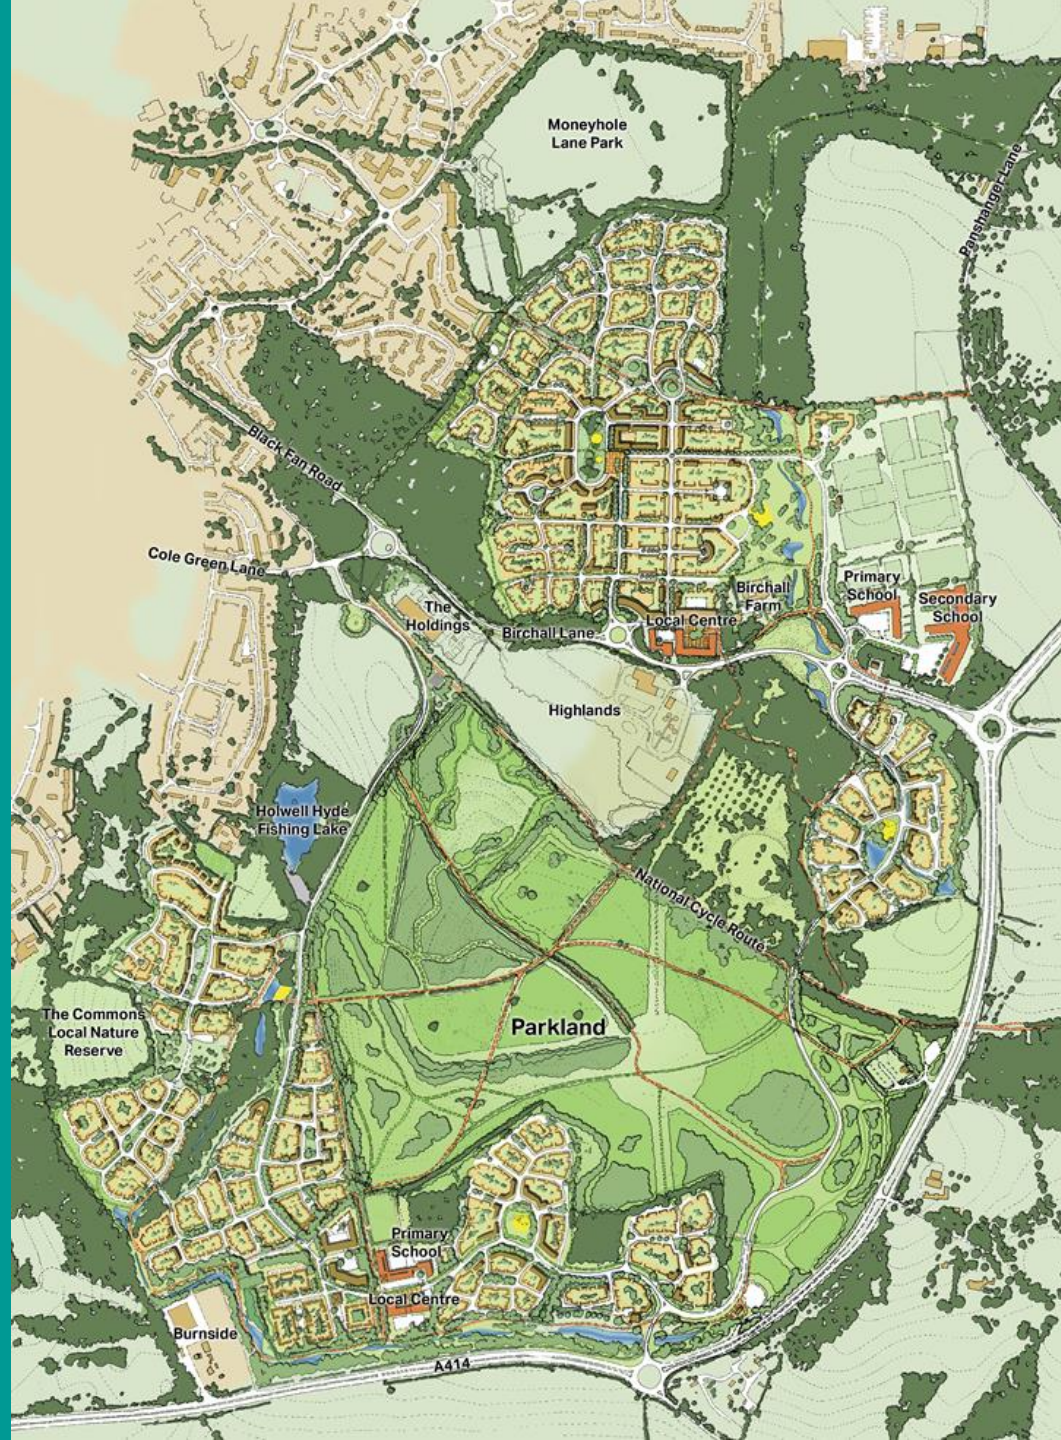 Moneyhole
Lane Park
Panshanger Lane
Black Fan Road
Cole Green Lane
The
Holdings
Birchall Lane
Birchall
Farm
Local Centre
Primary
School
Secondary
School
Highlands
Holwell Hyde
Fishing Lake
National Cycle Route
The Commons
Local Nature
Reserve
Parkland
Primary
School
Local Centre
Burnside
A414